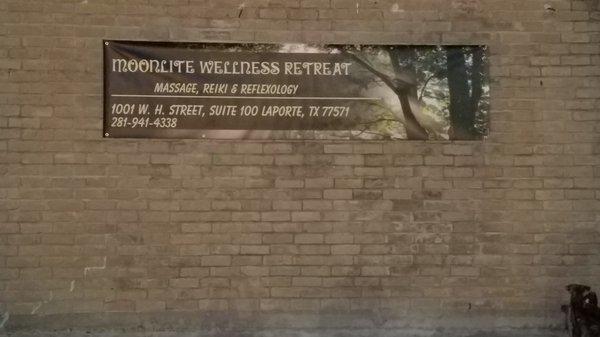 MOONLITE WELLNESS RETREAT
MASSAGE, REIKI & REFLEXOLOGY
1001 W. H. STREET, SUITE 100 LAPORTE, TX 77571
281-941-4338